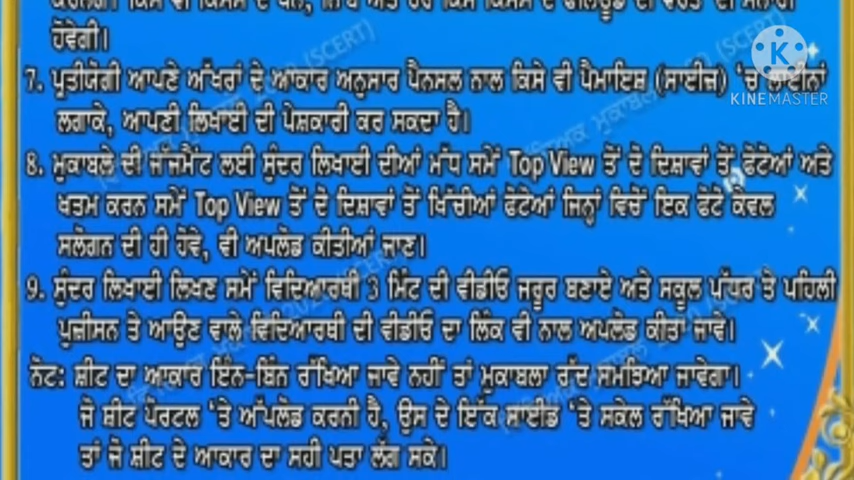 ਹੋਵੇਗੀ।
7. ਪ੍ਰਤੀਯੋਗੀ ਆਪਣੇ ਅੱਖਰਾਂ ਦੇ ਆਕਾਰ ਅਨੁਸਾਰ ਪੈਨਸਲ ਨਾਲ ਕਿਸੇ ਵੀ ਪੈਮਾਇਸ਼ (ਸਾਈਜ਼) 'ਚ ਲਾਈਨਾਂ
ਲਗਾਕੇ, ਆਪਣੀ ਲਿਖਾਈ ਦੀ ਪੇਸ਼ਕਾਰੀ ਕਰ ਸਕਦਾ ਹੈ।
8. ਮੁਕਾਬਲੇ ਦੀ ਜੱਜਮੈਂਟ ਲਈ ਸੁੰਦਰ ਲਿਖਾਈ ਦੀਆਂ ਮੱਧ ਸਮੇਂ Top View ਤੋਂ ਦੋ ਦਿਸ਼ਾਵਾਂ ਤੋਂ ਫੋਟੋਆਂ ਅਤੇ
ਖਤਮ ਕਰਨ ਸਮੇਂ Top View ਤੋਂ ਦੋ ਦਿਸ਼ਾਵਾਂ ਤੋਂ ਖਿੱਚੀਆਂ ਫੋਟੋਆਂ ਜਿਨ੍ਹਾਂ ਵਿਚੋਂ ਇਕ ਫੋਟੋ ਕੇਵਲ
ਸਲੋਗਨ ਦੀ ਹੀ ਹੋਵੇ, ਵੀ ਅਪਲੋਡ ਕੀਤੀਆਂ ਜਾਣ।
9. ਸੁੰਦਰ ਲਿਖਾਈ ਲਿਖਣ ਸਮੇਂ ਵਿਦਿਆਰਥੀ 3 ਮਿੰਟ ਦੀ ਵੀਡੀਓ ਜਰੂਰ ਬਣਾਏ ਅਤੇ ਸਕੂਲ ਪੱਧਰ ਤੇ ਪਹਿਲੀ
ਪੁਜ਼ੀਸਨ ਤੇ ਆਉਣ ਵਾਲੇ ਵਿਦਿਆਰਥੀ ਦੀ ਵੀਡੀਓ ਦਾ ਲਿੰਕ ਵੀ ਨਾਲ ਅਪਲੋਡ ਕੀਤਾ ਜਾਵੇ।
ਨੋਟ: ਸ਼ੀਟ ਦਾ ਆਕਾਰ ਇਨ-ਬਿੰਨ ਰੱਖਿਆ ਜਾਵੇ ਨਹੀਂ ਤਾਂ ਮੁਕਾਬਲਾ ਰੱਦ ਸਮਝਿਆ ਜਾਵੇਗਾ।
ਜੋ ਸ਼ੀਟ ਪੋਰਟਲ 'ਤੇ ਅੱਪਲੋਡ ਕਰਨੀ ਹੈ, ਉਸ ਦੇ ਇੱਕ ਸਾਈਡ 'ਤੇ ਸਕੇਲ ਰੱਖਿਆ ਜਾਵੇ
ਤਾਂ ਜੋ ਸ਼ੀਟ ਦੇ ਆਕਾਰ ਦਾ ਸਹੀ ਪਤਾ ਲੱਗ ਸਕੇ।
KINEMASTER